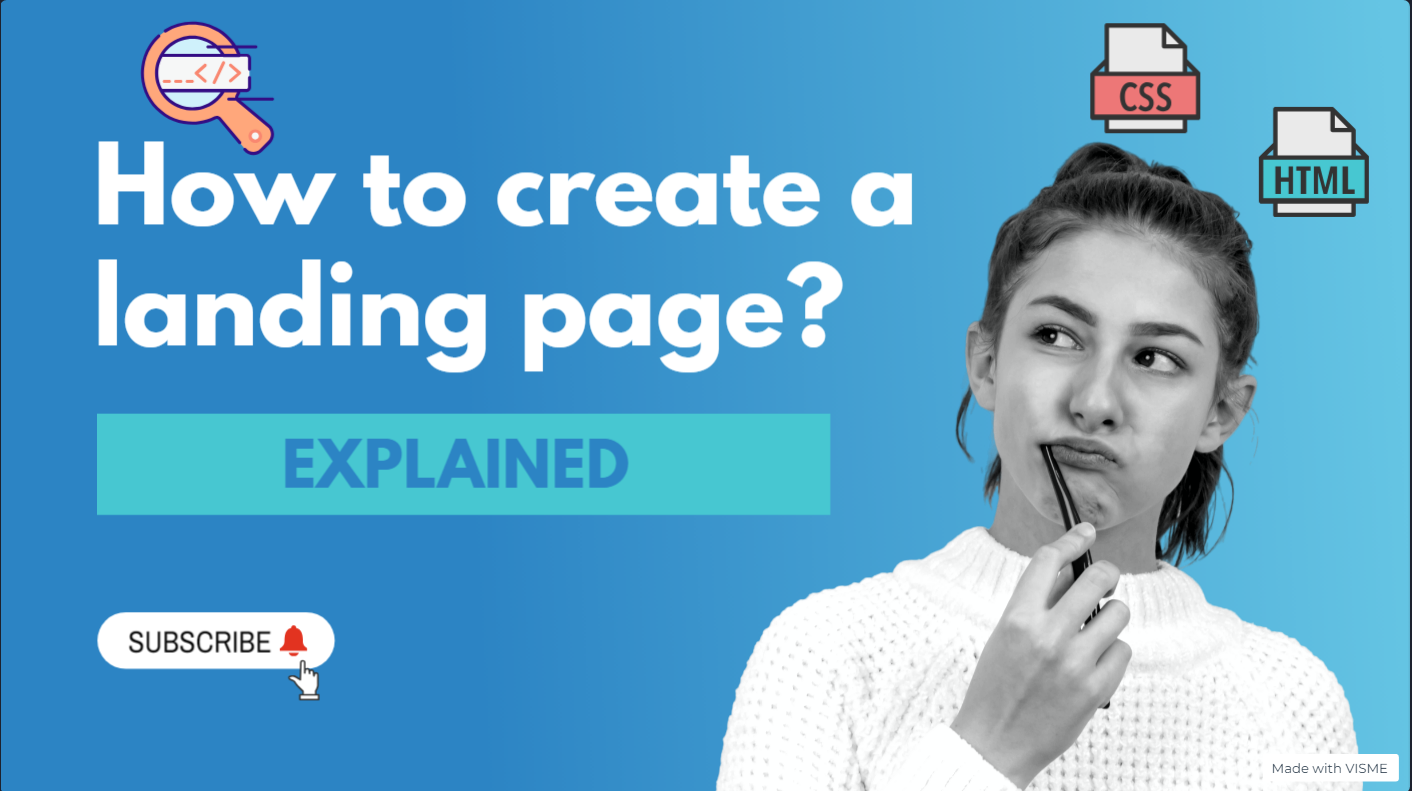 </>
CSS
HTML
How to create a
landing page?
EXPLAINED
SUBSCRIBE
Made with VISME